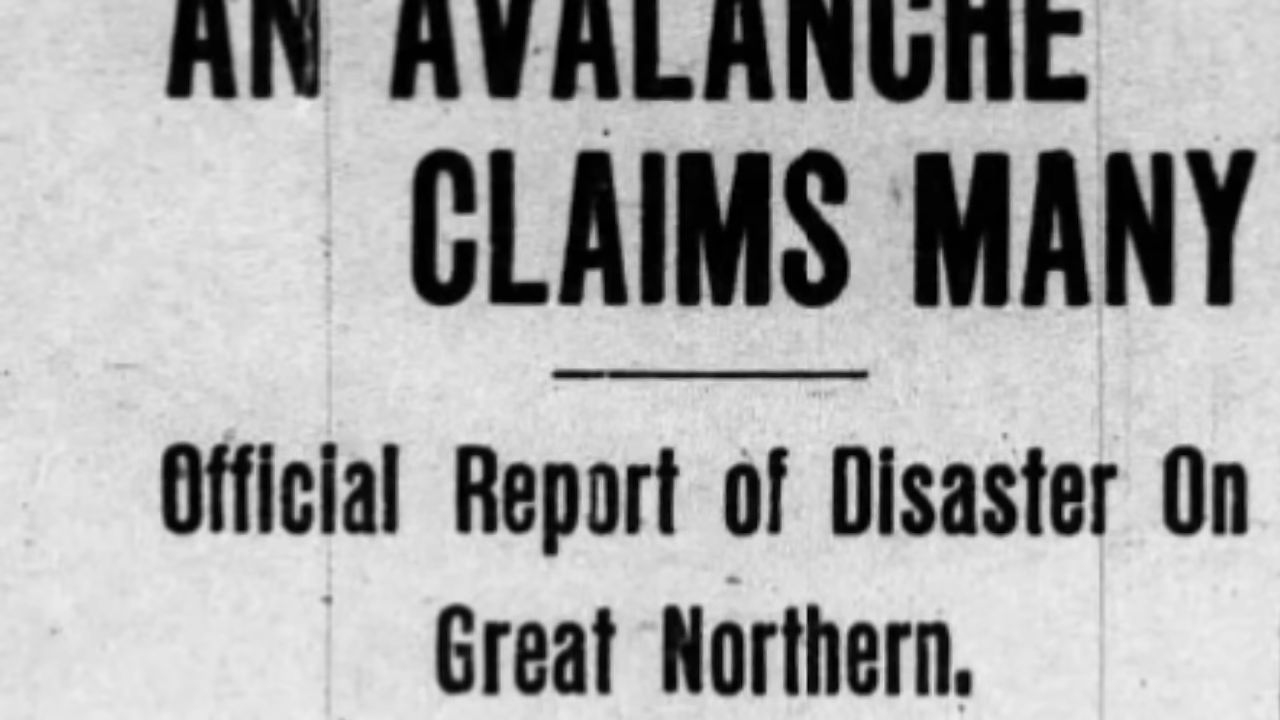 AN AVALANCHE
CLAIMS MANY
Official Report of Disaster On
Great Northern.